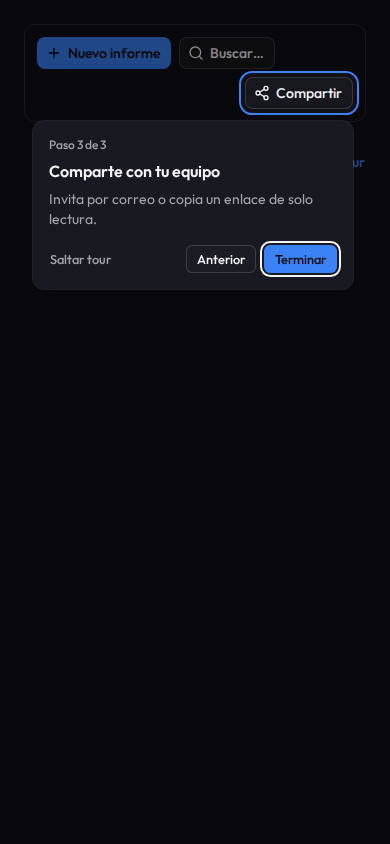 Nuevo informe
Buscar…
Compartir
Paso 3 de 3
Comparte con tu equipo
Invita por correo o copia un enlace de solo
lectura.
Saltar tour
Anterior
Terminar